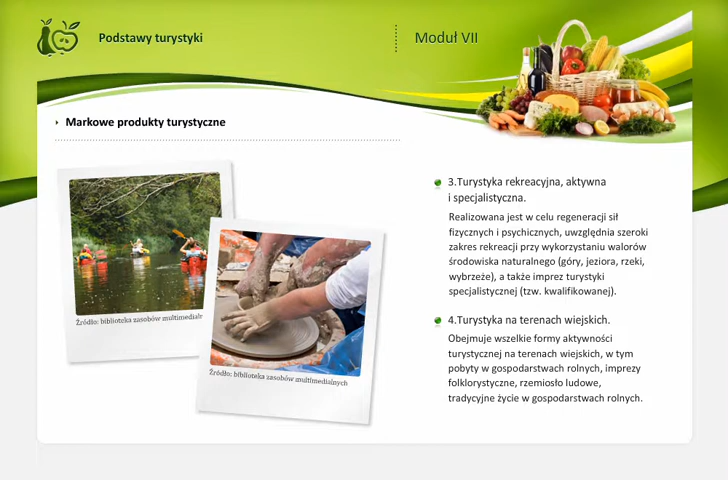 Podstawy turystyki
Moduł VII
Markowe produkty turystyczne
3.Turystyka rekreacyjna, aktywna
i specjalistyczna.
Realizowana jest w celu regeneracji sił
fizycznych i psychicznych, uwzględnia szeroki
zakres rekreacji przy wykorzystaniu walorów
środowiska naturalnego (góry, jeziora, rzeki,
wybrzeże), a także imprez turystyki
specjalistycznej (tzw. kwalifikowanej).
4.Turystyka na terenach wiejskich.
Obejmuje wszelkie formy aktywności
turystycznej na terenach wiejskich, w tym
pobyty w gospodarstwach rolnych, imprezy
folklorystyczne, rzemiosło ludowe,
tradycyjne życie w gospodarstwach rolnych.
Źródło: biblioteka zasobów multimedialr
Źródło: biblioteka zasobów multimedialnych